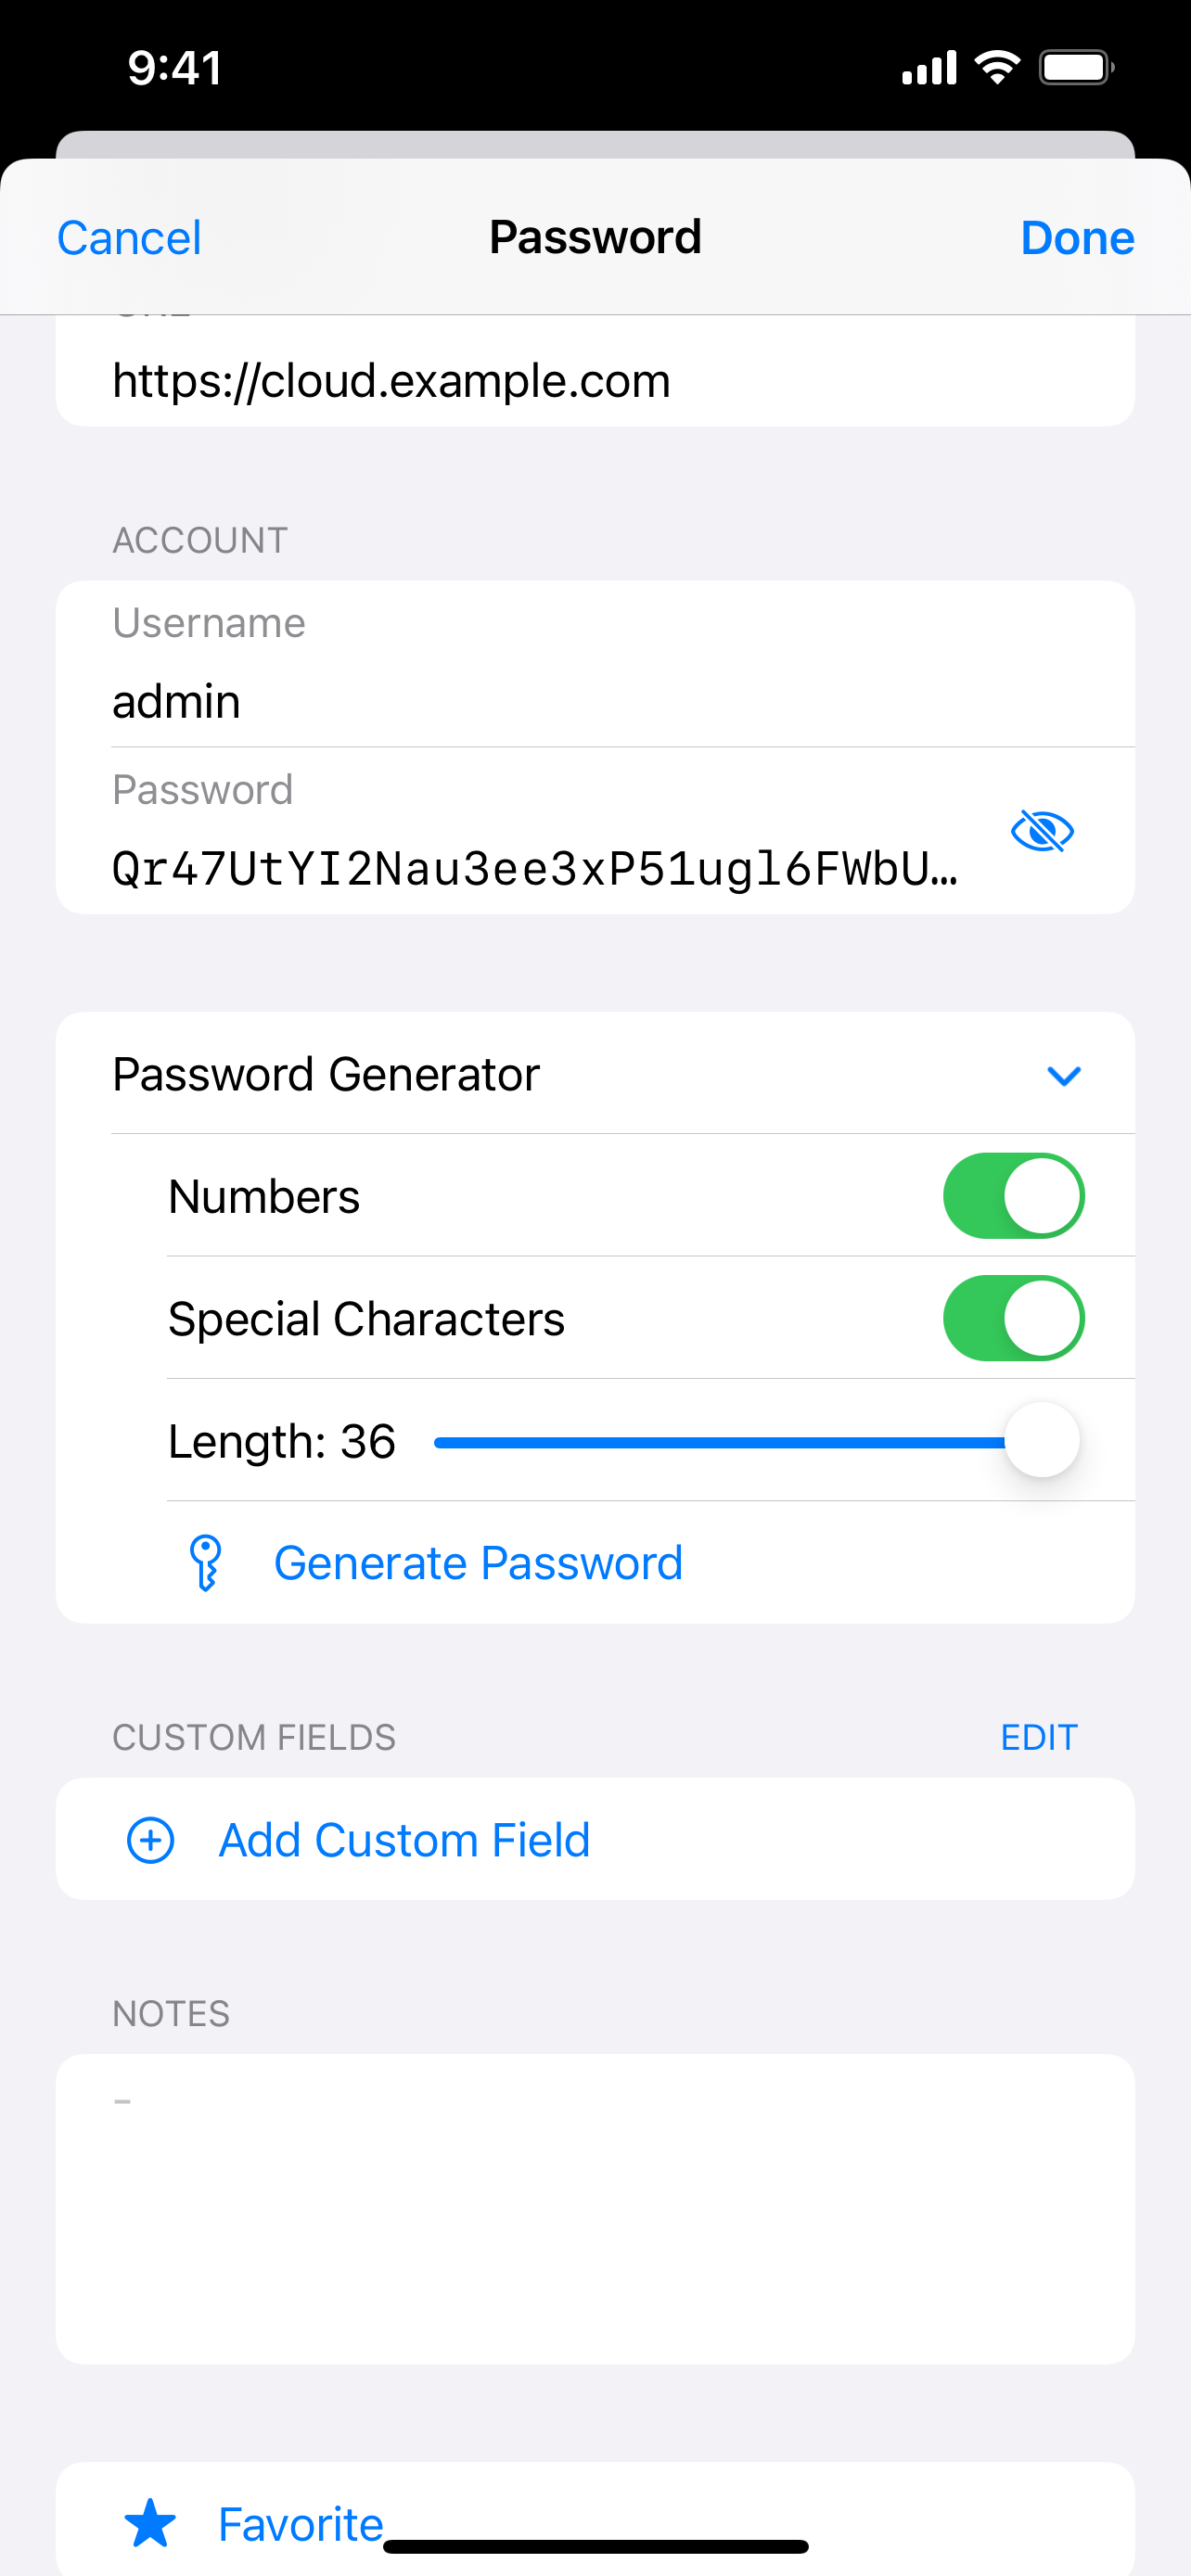 9:41
Cancel Password Done
https://cloud.example.com
ACCOUNT
Username
admin
Password
Qr47UtYI2Nau3ee3xP51ugl6FWbU…
Password Generator
Numbers
Special Characters
Length: 36
Generate Password
CUSTOM FIELDS EDIT
Add Custom Field
NOTES
-
Favorite